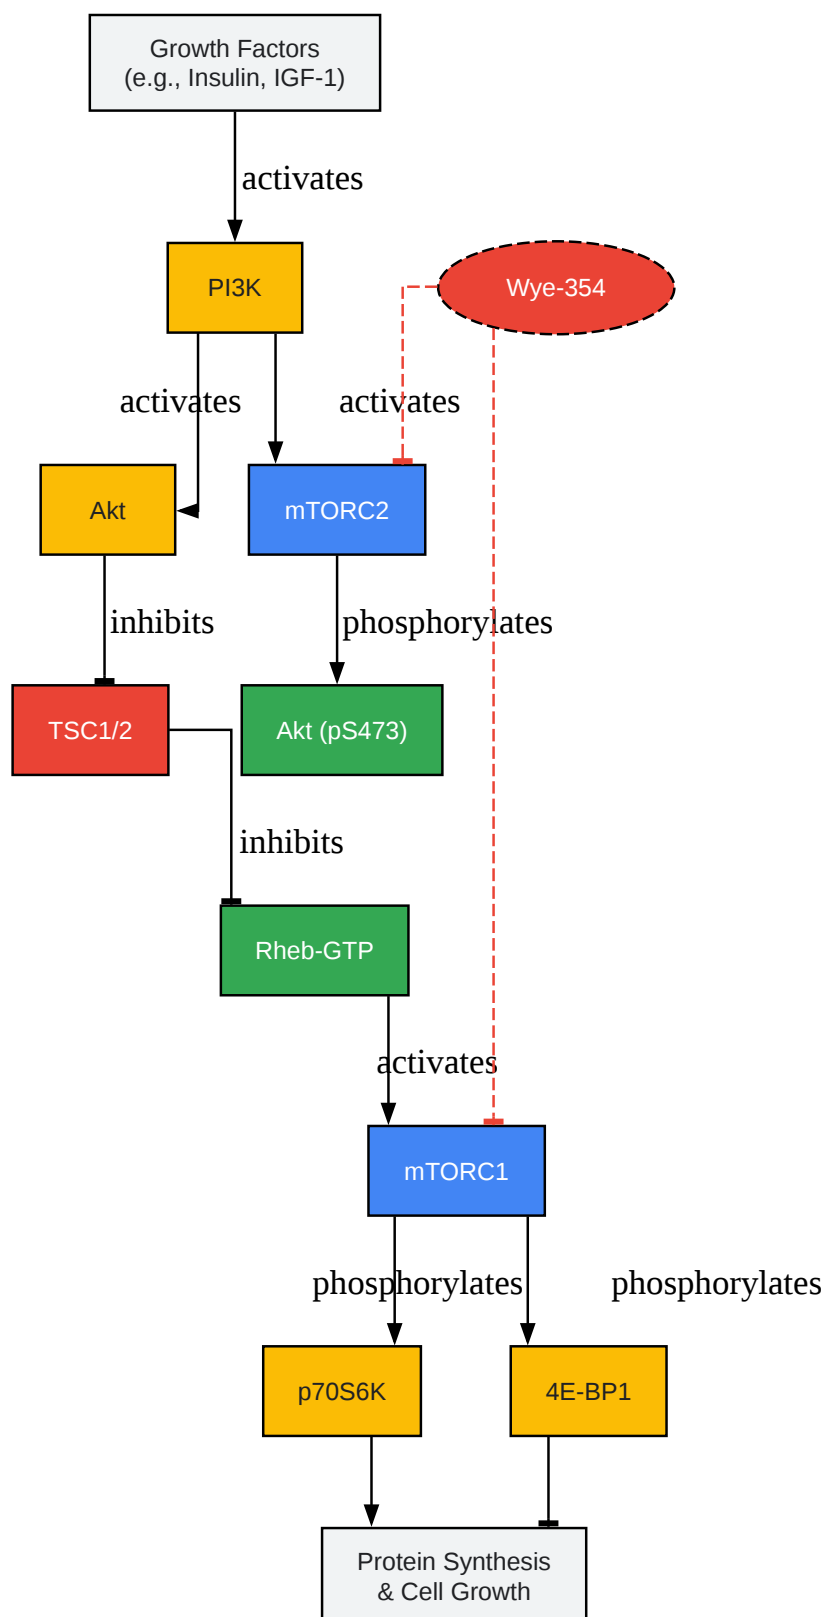 Growth Factors
(e.g., Insulin, IGF-1)
activates
PI3K
Wye-354
activates
activates
Akt
mTORC2
inhibits
phosphorylates
TSC1/2
Akt (pS473)
inhibits
Rheb-GTP
activates
mTORC1
phosphorylates
phosphorylates
p70S6K
4E-BP1
Protein Synthesis
& Cell Growth